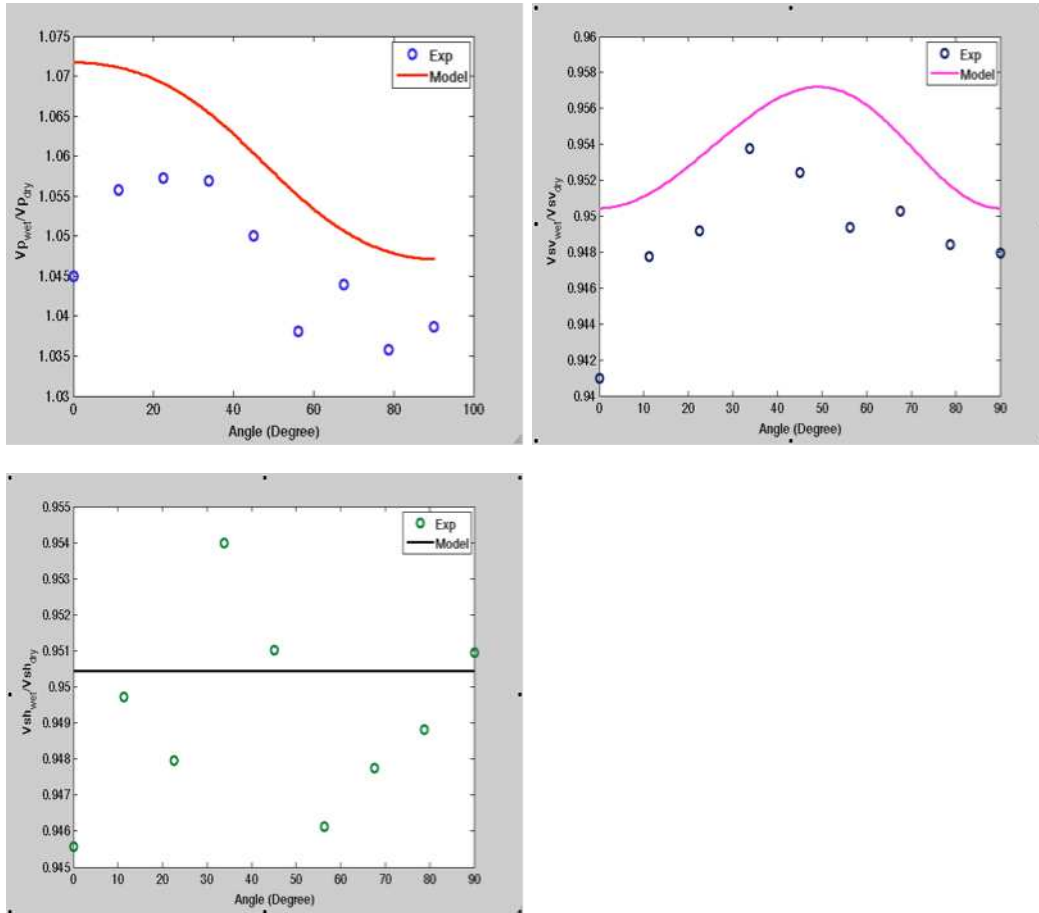 1.075
1.07
1.065
1.06
1.055
1.05
1.045
1.04
1.035
1.03
Vp_wet/Vp_dry
Exp
Model
0 20 40 60 80 100
Angle (Degree)
0.96
0.958
0.956
0.954
0.952
0.95
0.948
0.946
0.944
0.942
0.94
Vsv_wet/Vsv_dry
Exp
Model
0 10 20 30 40 50 60 70 80 90
Angle (Degree)
0.955
0.954
0.953
0.952
0.951
0.95
0.949
0.948
0.947
0.946
0.945
Vsh_wet/Vsh_dry
Exp
Model
0 10 20 30 40 50 60 70 80 90
Angle (Degree)